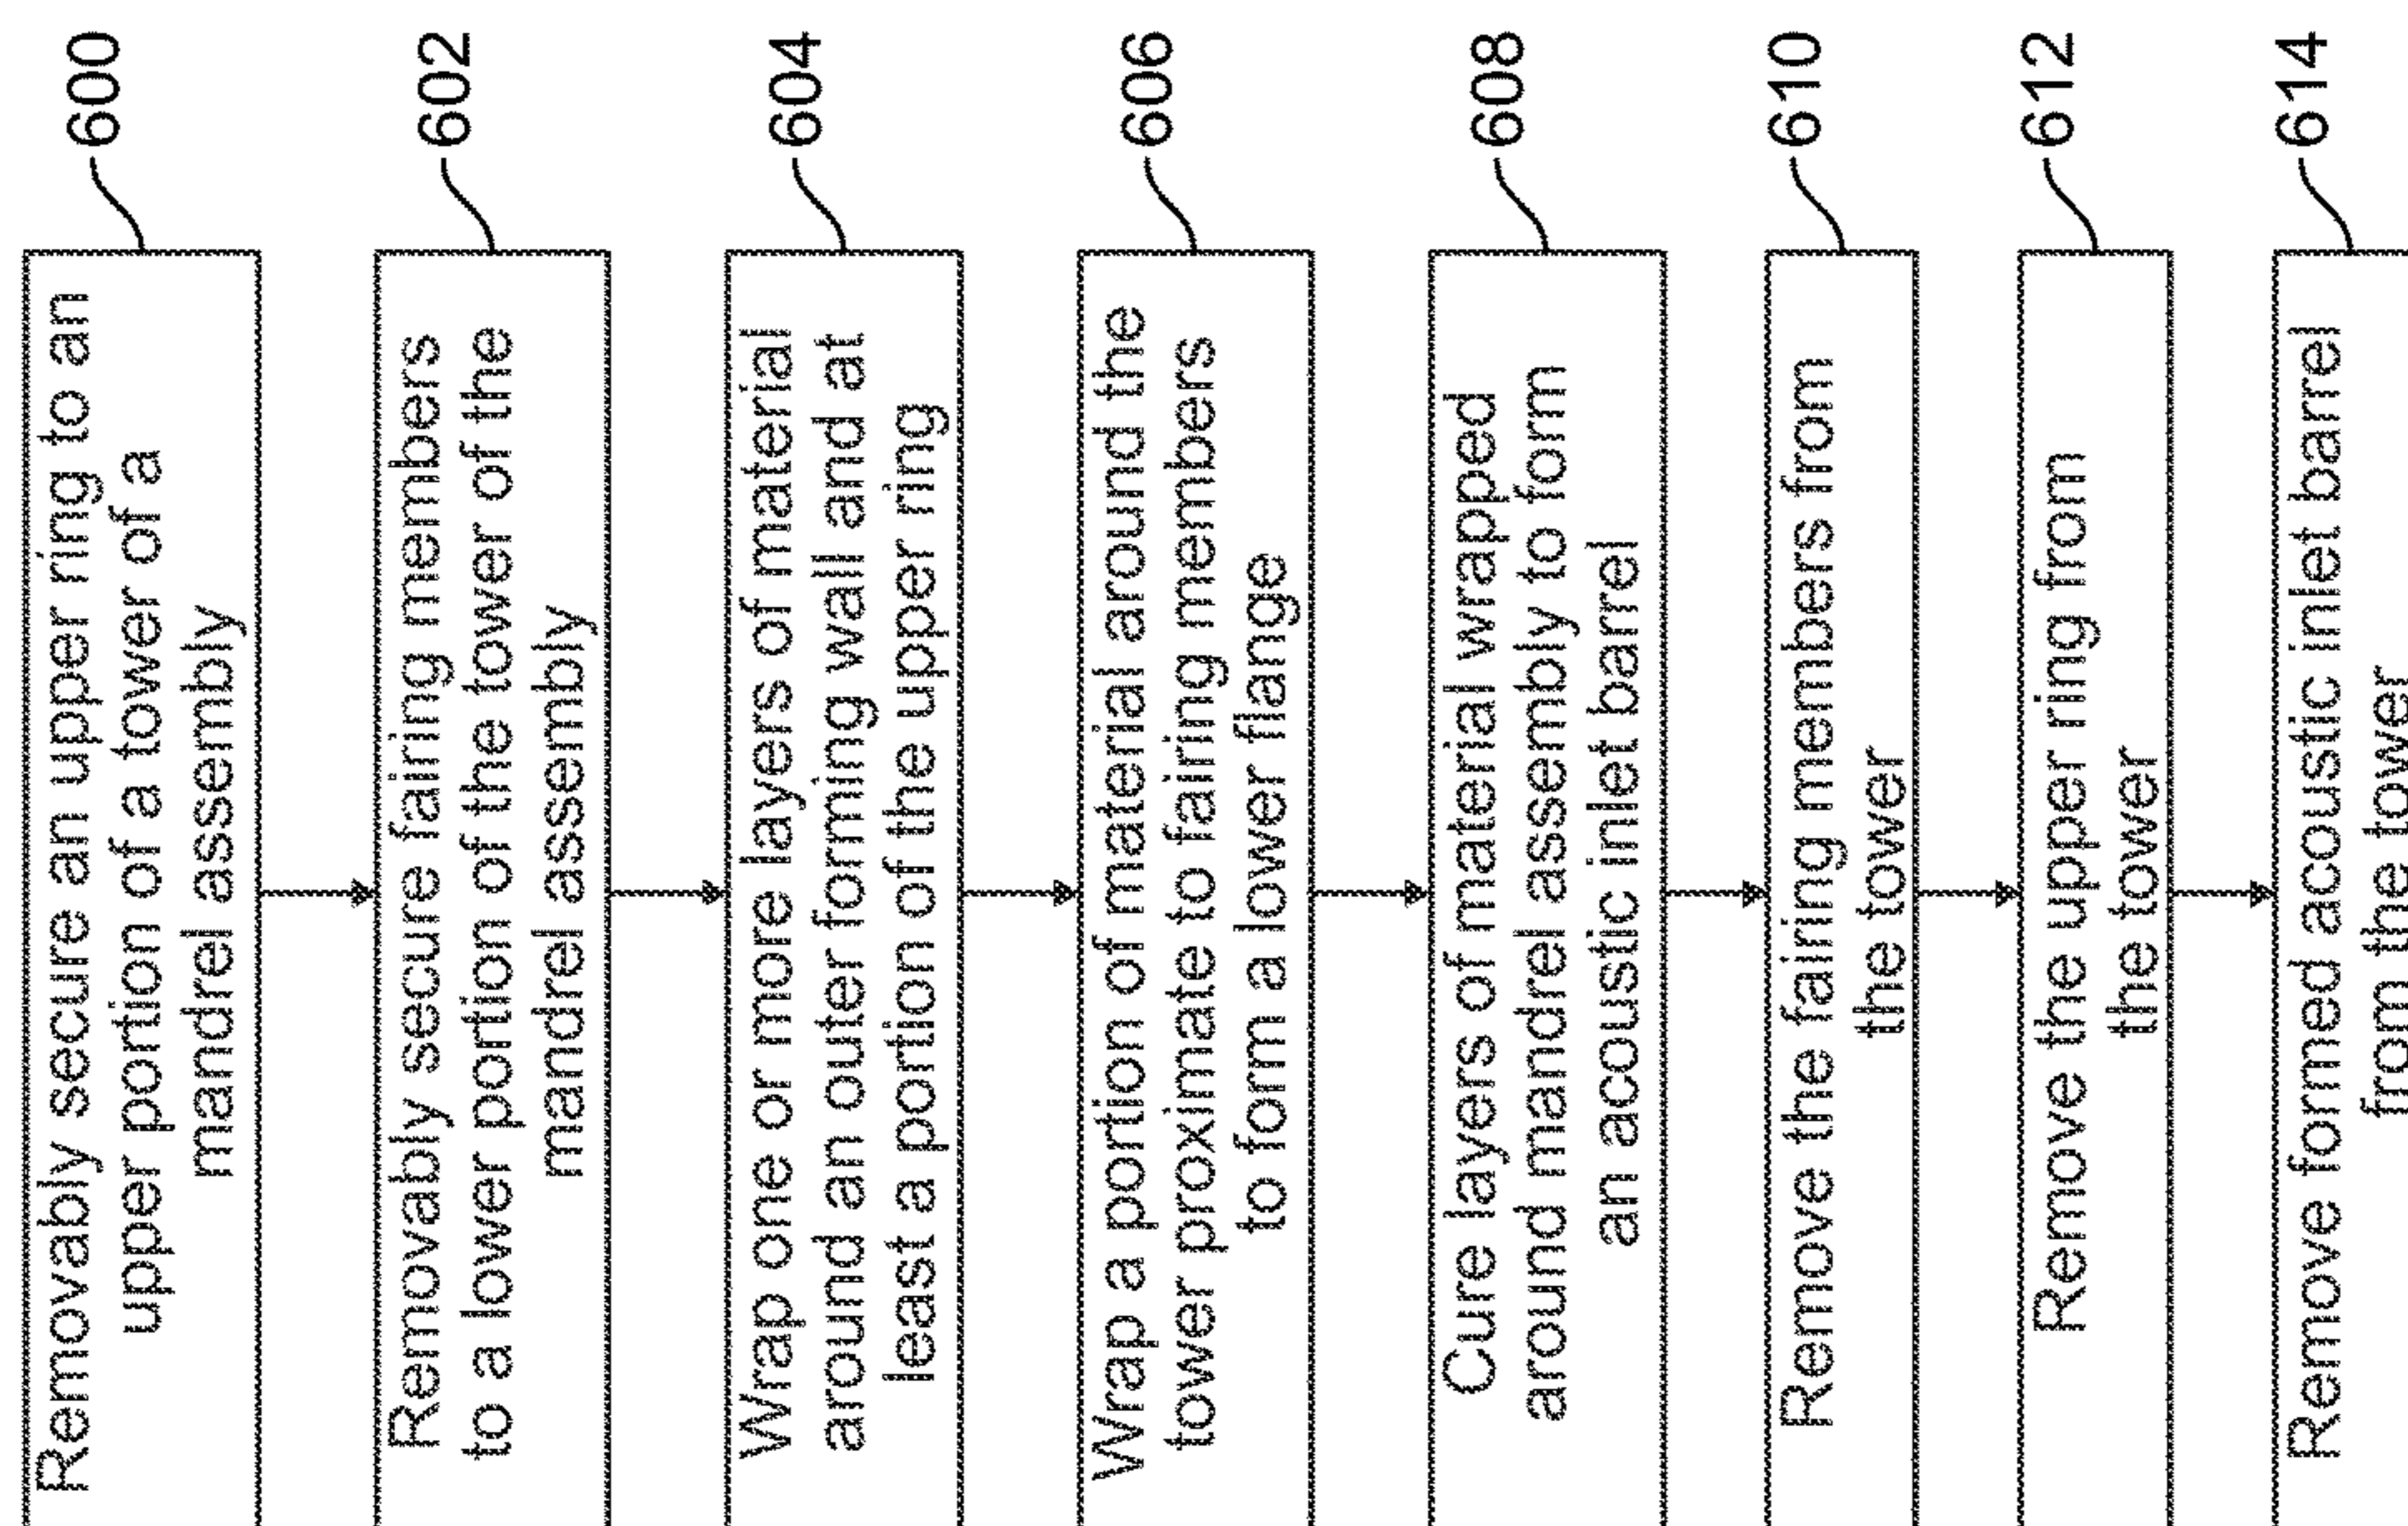 Removably secure an upper ring to an
upper portion of a tower of a
mandrel assembly
600
Removably secure fairing members
to a lower portion of the tower of the
mandrel assembly
602
Wrap one or more layers of material
around an outer forming wall and at
least a portion of the upper ring
604
Wrap a portion of material around the
tower proximate to fairing members
to form a lower flange
606
Cure layers of material wrapped
around mandrel assembly to form
an acoustic inlet barrel
608
Remove the fairing members from
the tower
610
Remove the upper ring from
the tower
612
Remove formed acoustic inlet barrel
from the tower
614